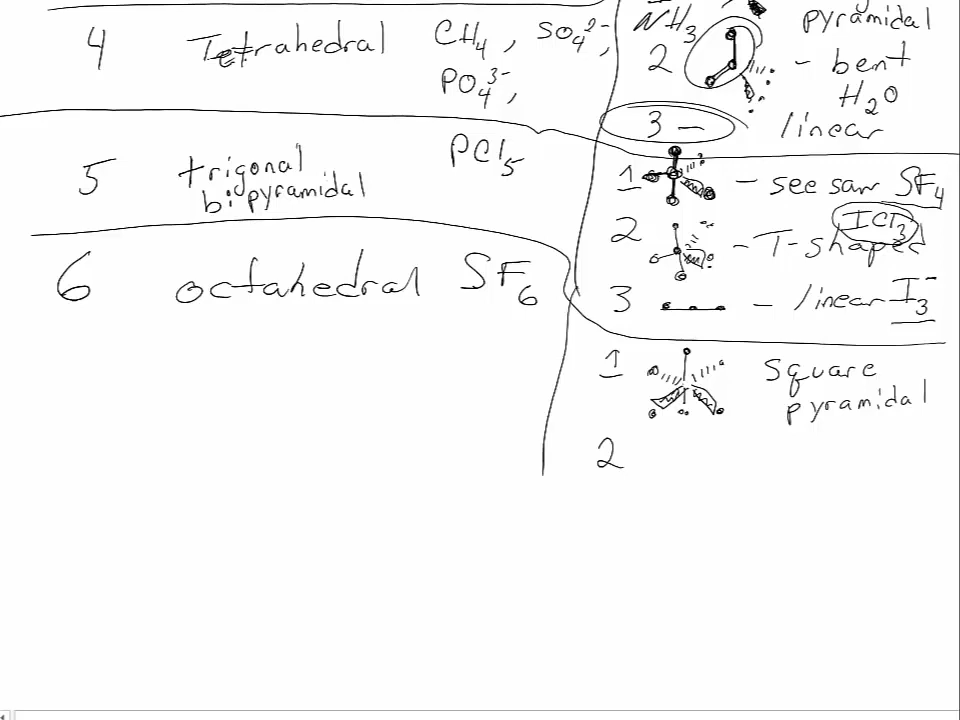 NH3 pyramidal
4 Tetrahedral CH4, SO4 2-,
PO4 3-,
2 - bent
H2O
3 - linear
5 trigonal bipyramidal PCl5
1 - see saw SF4
2 - T-shaped ICl3
3 - linear I3-
6 octahedral SF6
1 square
pyramidal
2